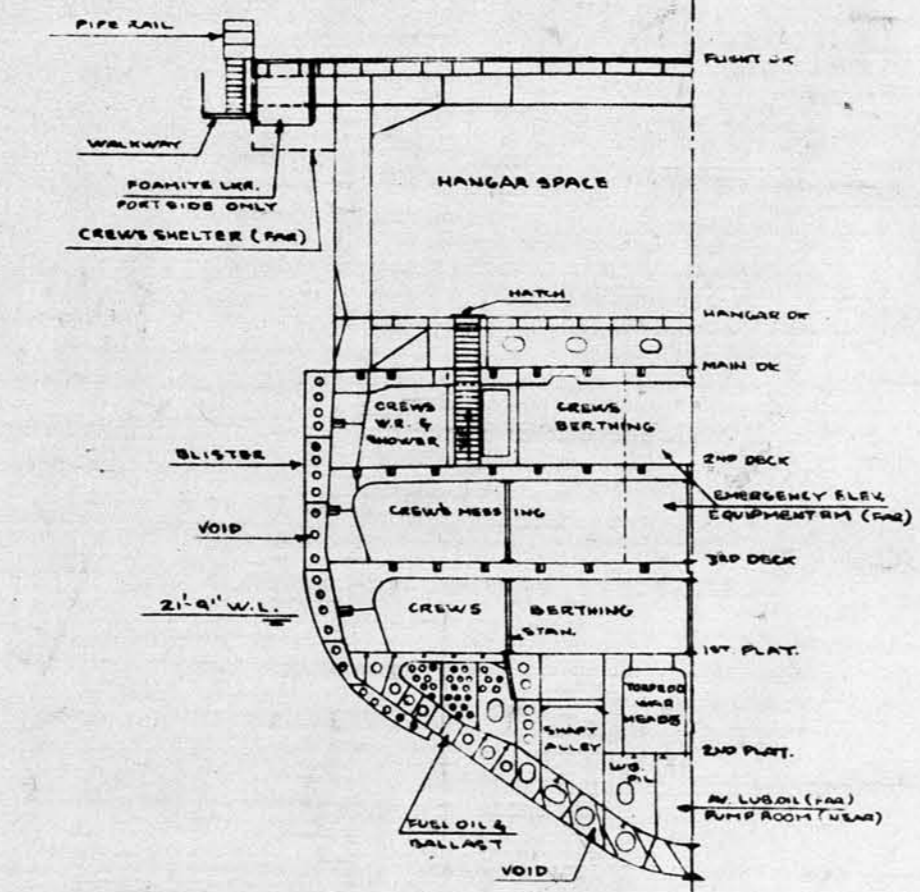 PIPE RAIL
FLIGHT DK
WALKWAY
FOAMITE LKR.
PORT SIDE ONLY
HANGAR SPACE
CREWS SHELTER (FAR)
HATCH
HANGAR DK
MAIN DK
CREWS
W.R. &
SHOWER
CREWS
BERTHING
BLISTER
2ND DECK
EMERGENCY ELEV.
EQUIPMENT RM (FAR)
CREWS MESSING
VOID
3RD DECK
21'-9" W.L.
CREWS BERTHING
STAN.
1ST. PLAT.
TORPEDO
WAR
HEADS
SHAFT
ALLEY
2ND PLAT.
OIL
AV. LUB. OIL (FAR)
PUMP ROOM (NEAR)
FUEL OIL &
BALLAST
VOID